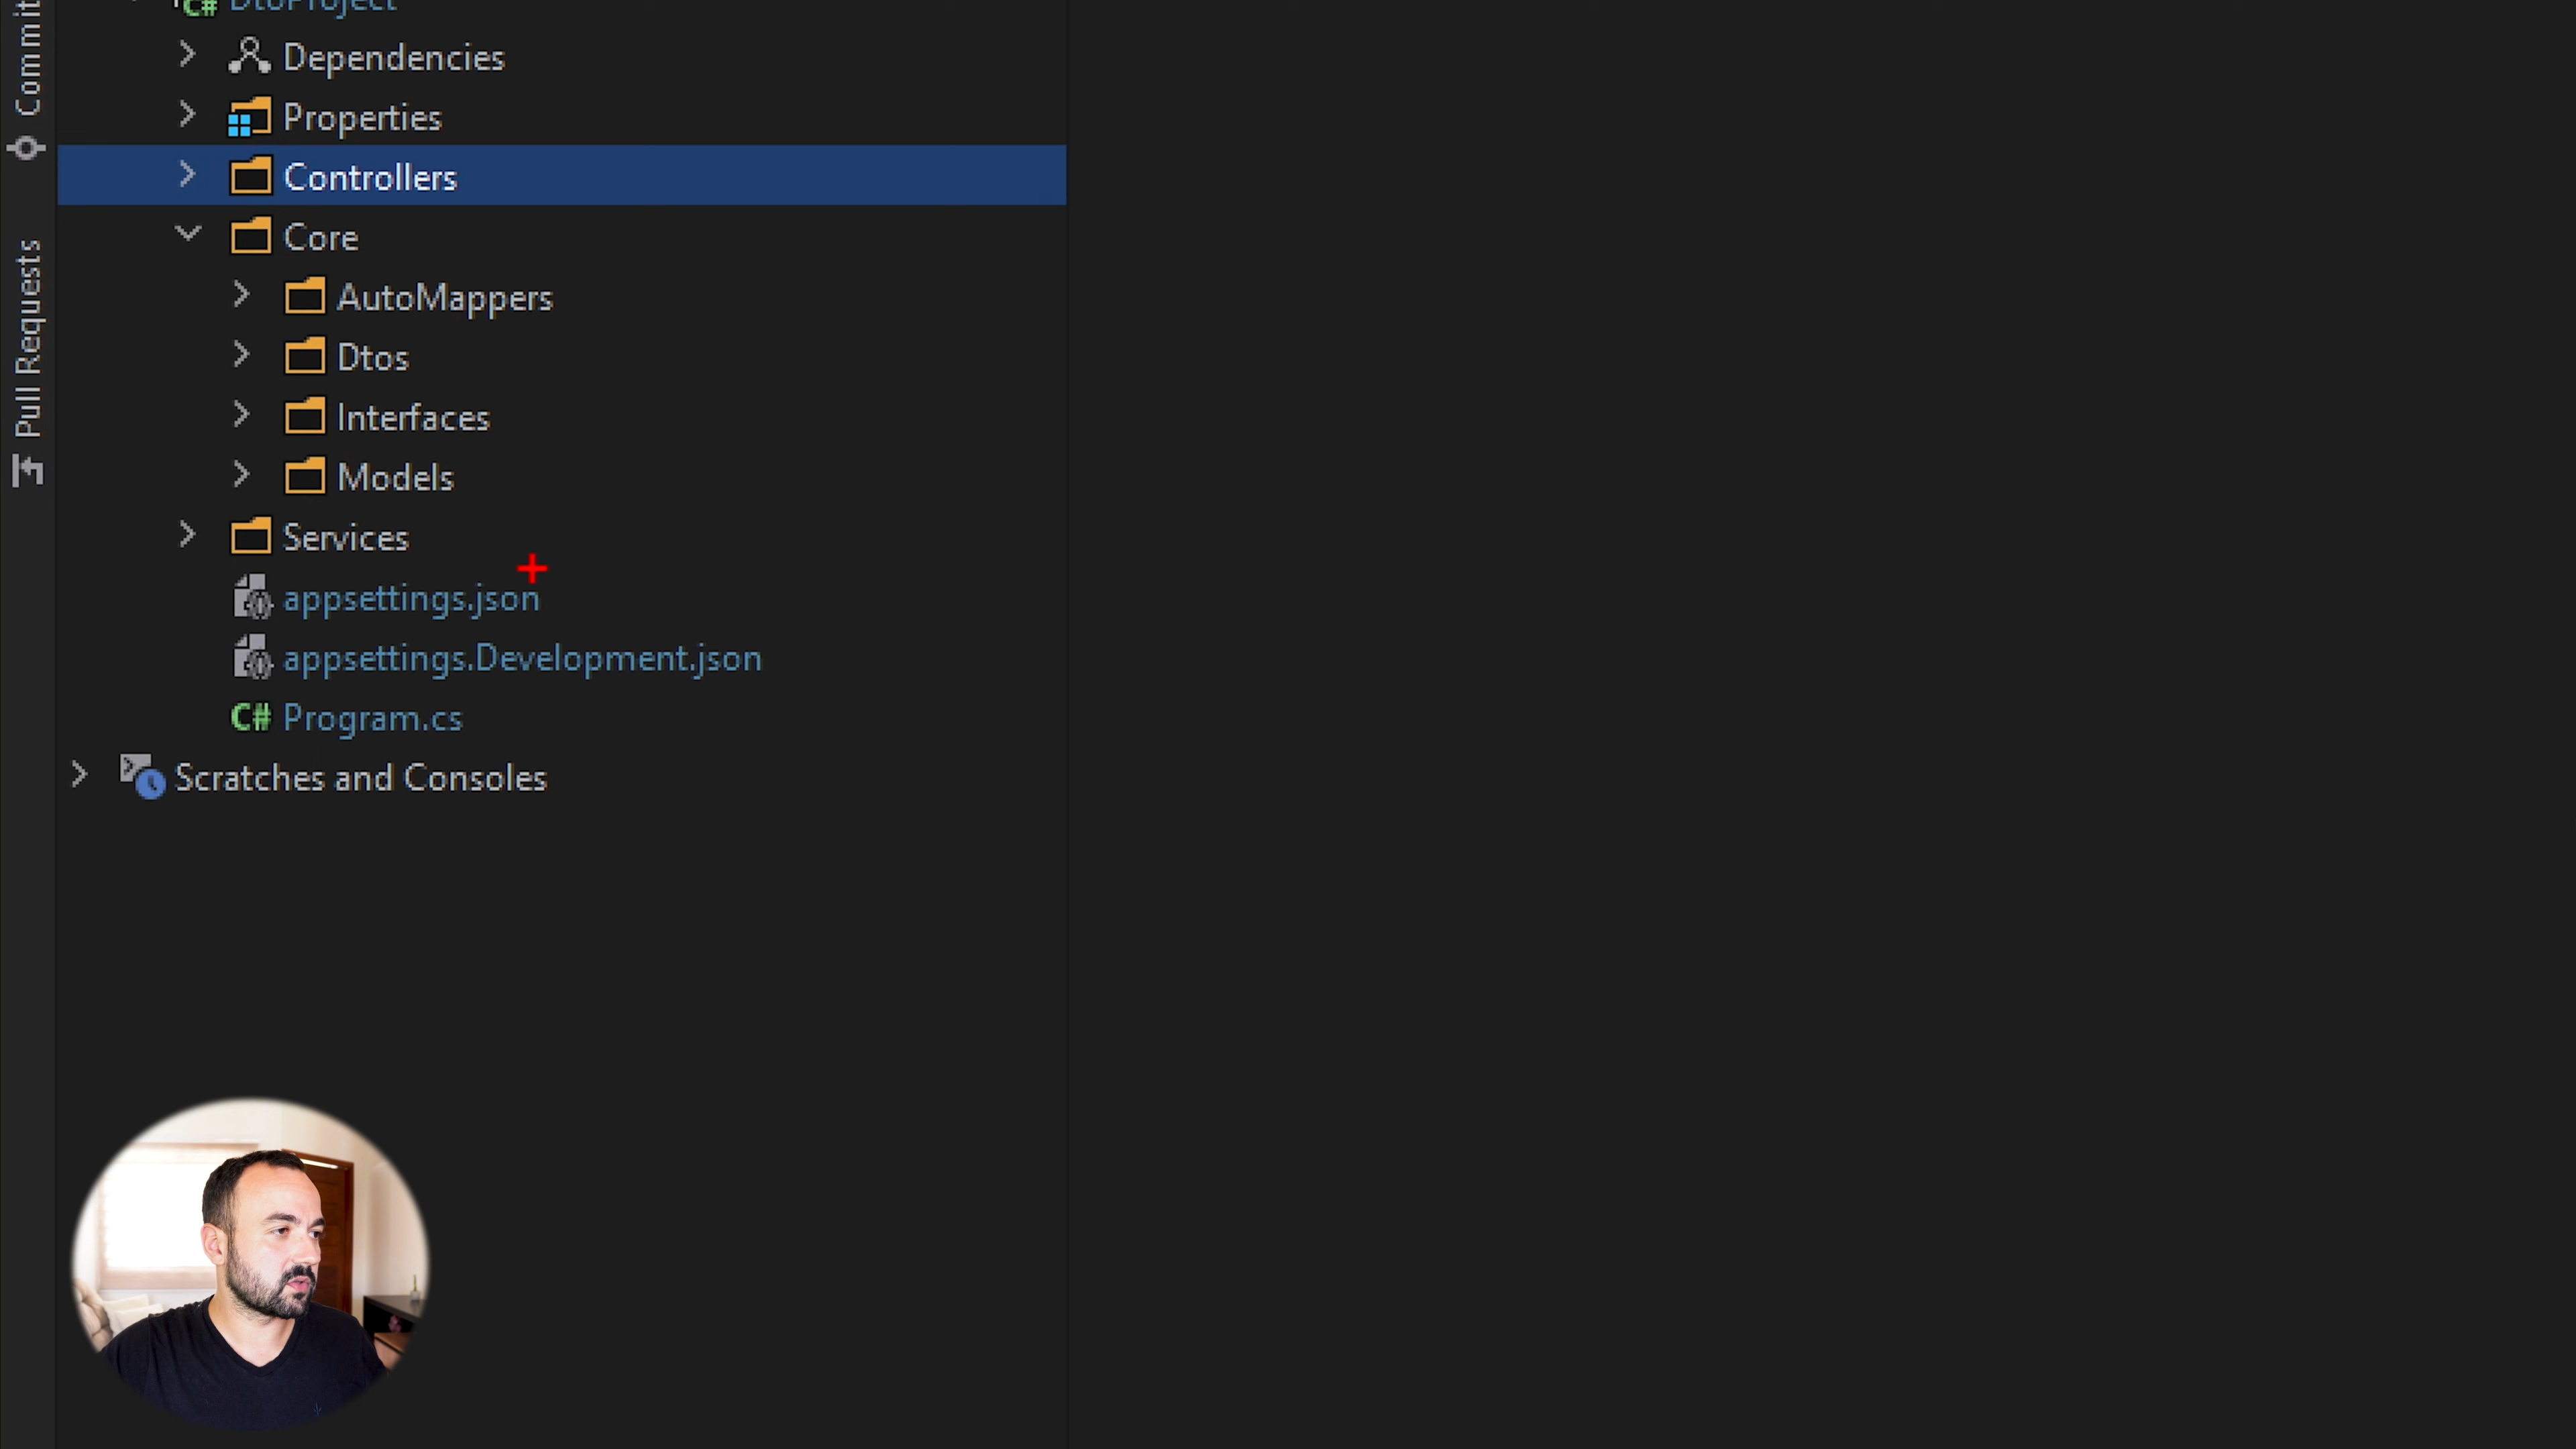 DtoProject
Dependencies
Properties
Controllers
Core
AutoMappers
Dtos
Interfaces
Models
Services
appsettings.json
appsettings.Development.json
C# Program.cs
Scratches and Consoles
Commit
Pull Requests